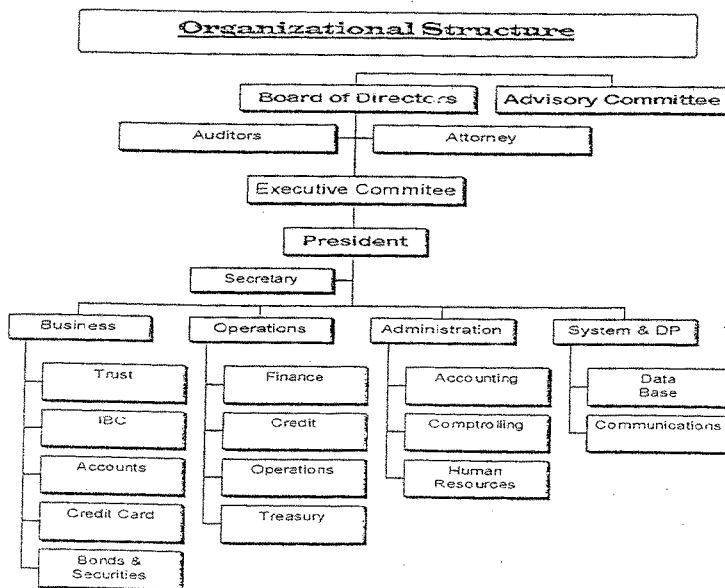 Organizational Structure
Board of Directors
Advisory Committee
Auditors
Attorney
Executive Commitee
President
Secretary
Business
Operations
Administration
System & DP
Trust
IBC
Accounts
Credit Card
Bonds &
Securities
Finance
Credit
Operations
Treasury
Accounting
Comptrolling
Human
Resources
Data
Base
Communications